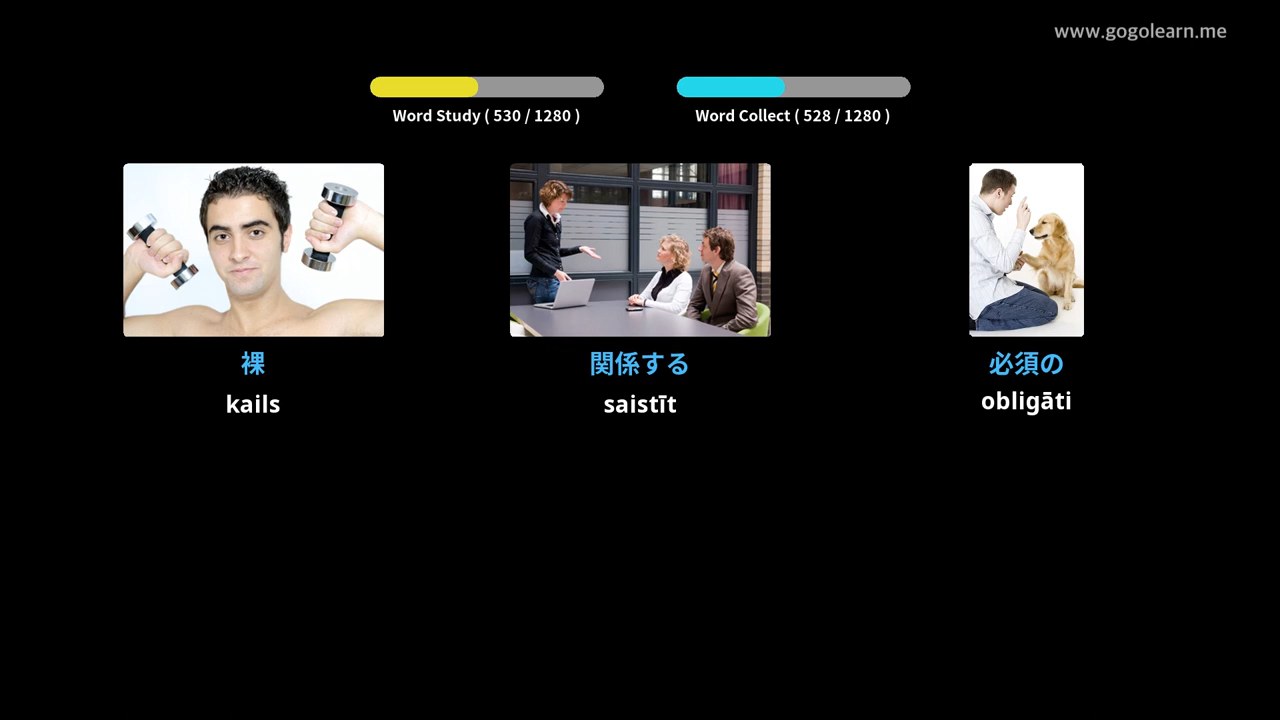 www.gogolearn.me
Word Study ( 530 / 1280 )
Word Collect ( 528 / 1280 )
裸
kails
関係する
saistīt
必須の
obligāti